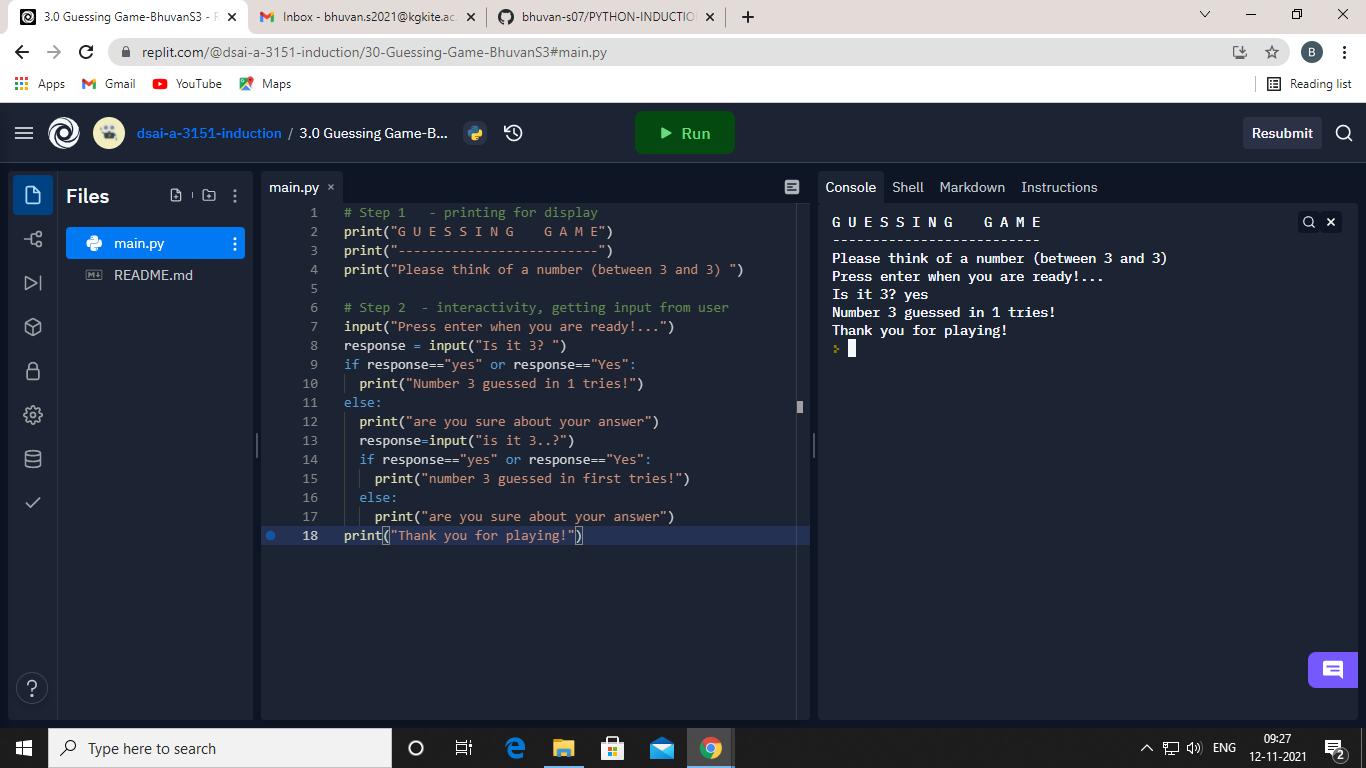 3.0 Guessing Game-BhuvanS3 - 
Inbox - bhuvan.s2021@kgkite.ac.
bhuvan-s07/PYTHON-INDUCTIO
replit.com/@dsai-a-3151-induction/30-Guessing-Game-BhuvanS3#main.py
B
Apps
Gmail
YouTube
Maps
Reading list
dsai-a-3151-induction / 3.0 Guessing Game-B...
Run
Resubmit
Files
main.py
README.md
main.py
1 # Step 1   - printing for display
2 print("G U E S S I N G    G A M E")
3 print("--------------------------")
4 print("Please think of a number (between 3 and 3) ")
5
6 # Step 2  - interactivity, getting input from user
7 input("Press enter when you are ready!...")
8 response = input("Is it 3? ")
9 if response=="yes" or response=="Yes":
10   print("Number 3 guessed in 1 tries!")
11 else:
12   print("are you sure about your answer")
13   response=input("is it 3..?")
14   if response=="yes" or response=="Yes":
15     print("number 3 guessed in first tries!")
16   else:
17     print("are you sure about your answer")
18 print("Thank you for playing!")
Console Shell Markdown Instructions
G U E S S I N G    G A M E
--------------------------
Please think of a number (between 3 and 3)
Press enter when you are ready!...
Is it 3? yes
Number 3 guessed in 1 tries!
Thank you for playing!
?
Type here to search
ENG
09:27
12-11-2021
2